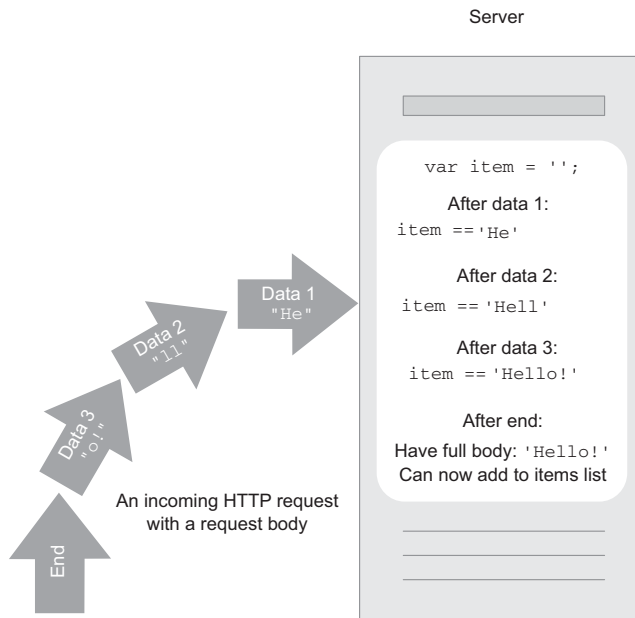 Server
var item = '';
After data 1:
item =='He'
After data 2:
item == 'Hell'
After data 3:
item == 'Hello!'
After end:
Have full body: 'Hello!'
Can now add to items list
Data 1
"He"
Data 2
"ll"
Data 3
"o!"
End
An incoming HTTP request
with a request body